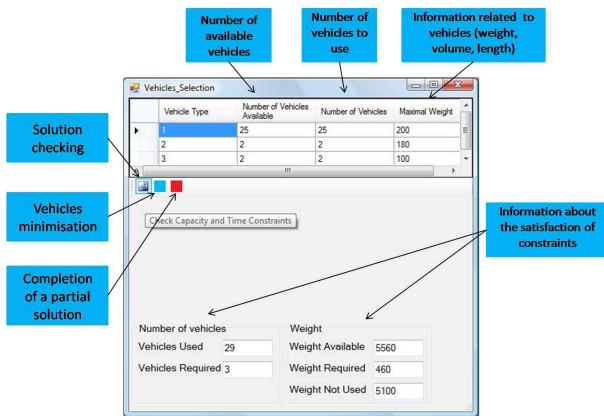 Number of
available
vehicles
Number of
vehicles to
use
Information related to
vehicles (weight,
volume, length)
Vehicles_Selection
Vehicle Type
Number of Vehicles
Available
Number of Vehicles
Maximal Weight
1 25 25 200
2 2 2 180
3 2 2 100
Solution
checking
Vehicles
minimisation
Completion
of a partial
solution
Check Capacity and Time Constraints
Information about
the satisfaction of
constraints
Number of vehicles
Vehicles Used 29
Vehicles Required 3
Weight
Weight Available 5560
Weight Required 460
Weight Not Used 5100